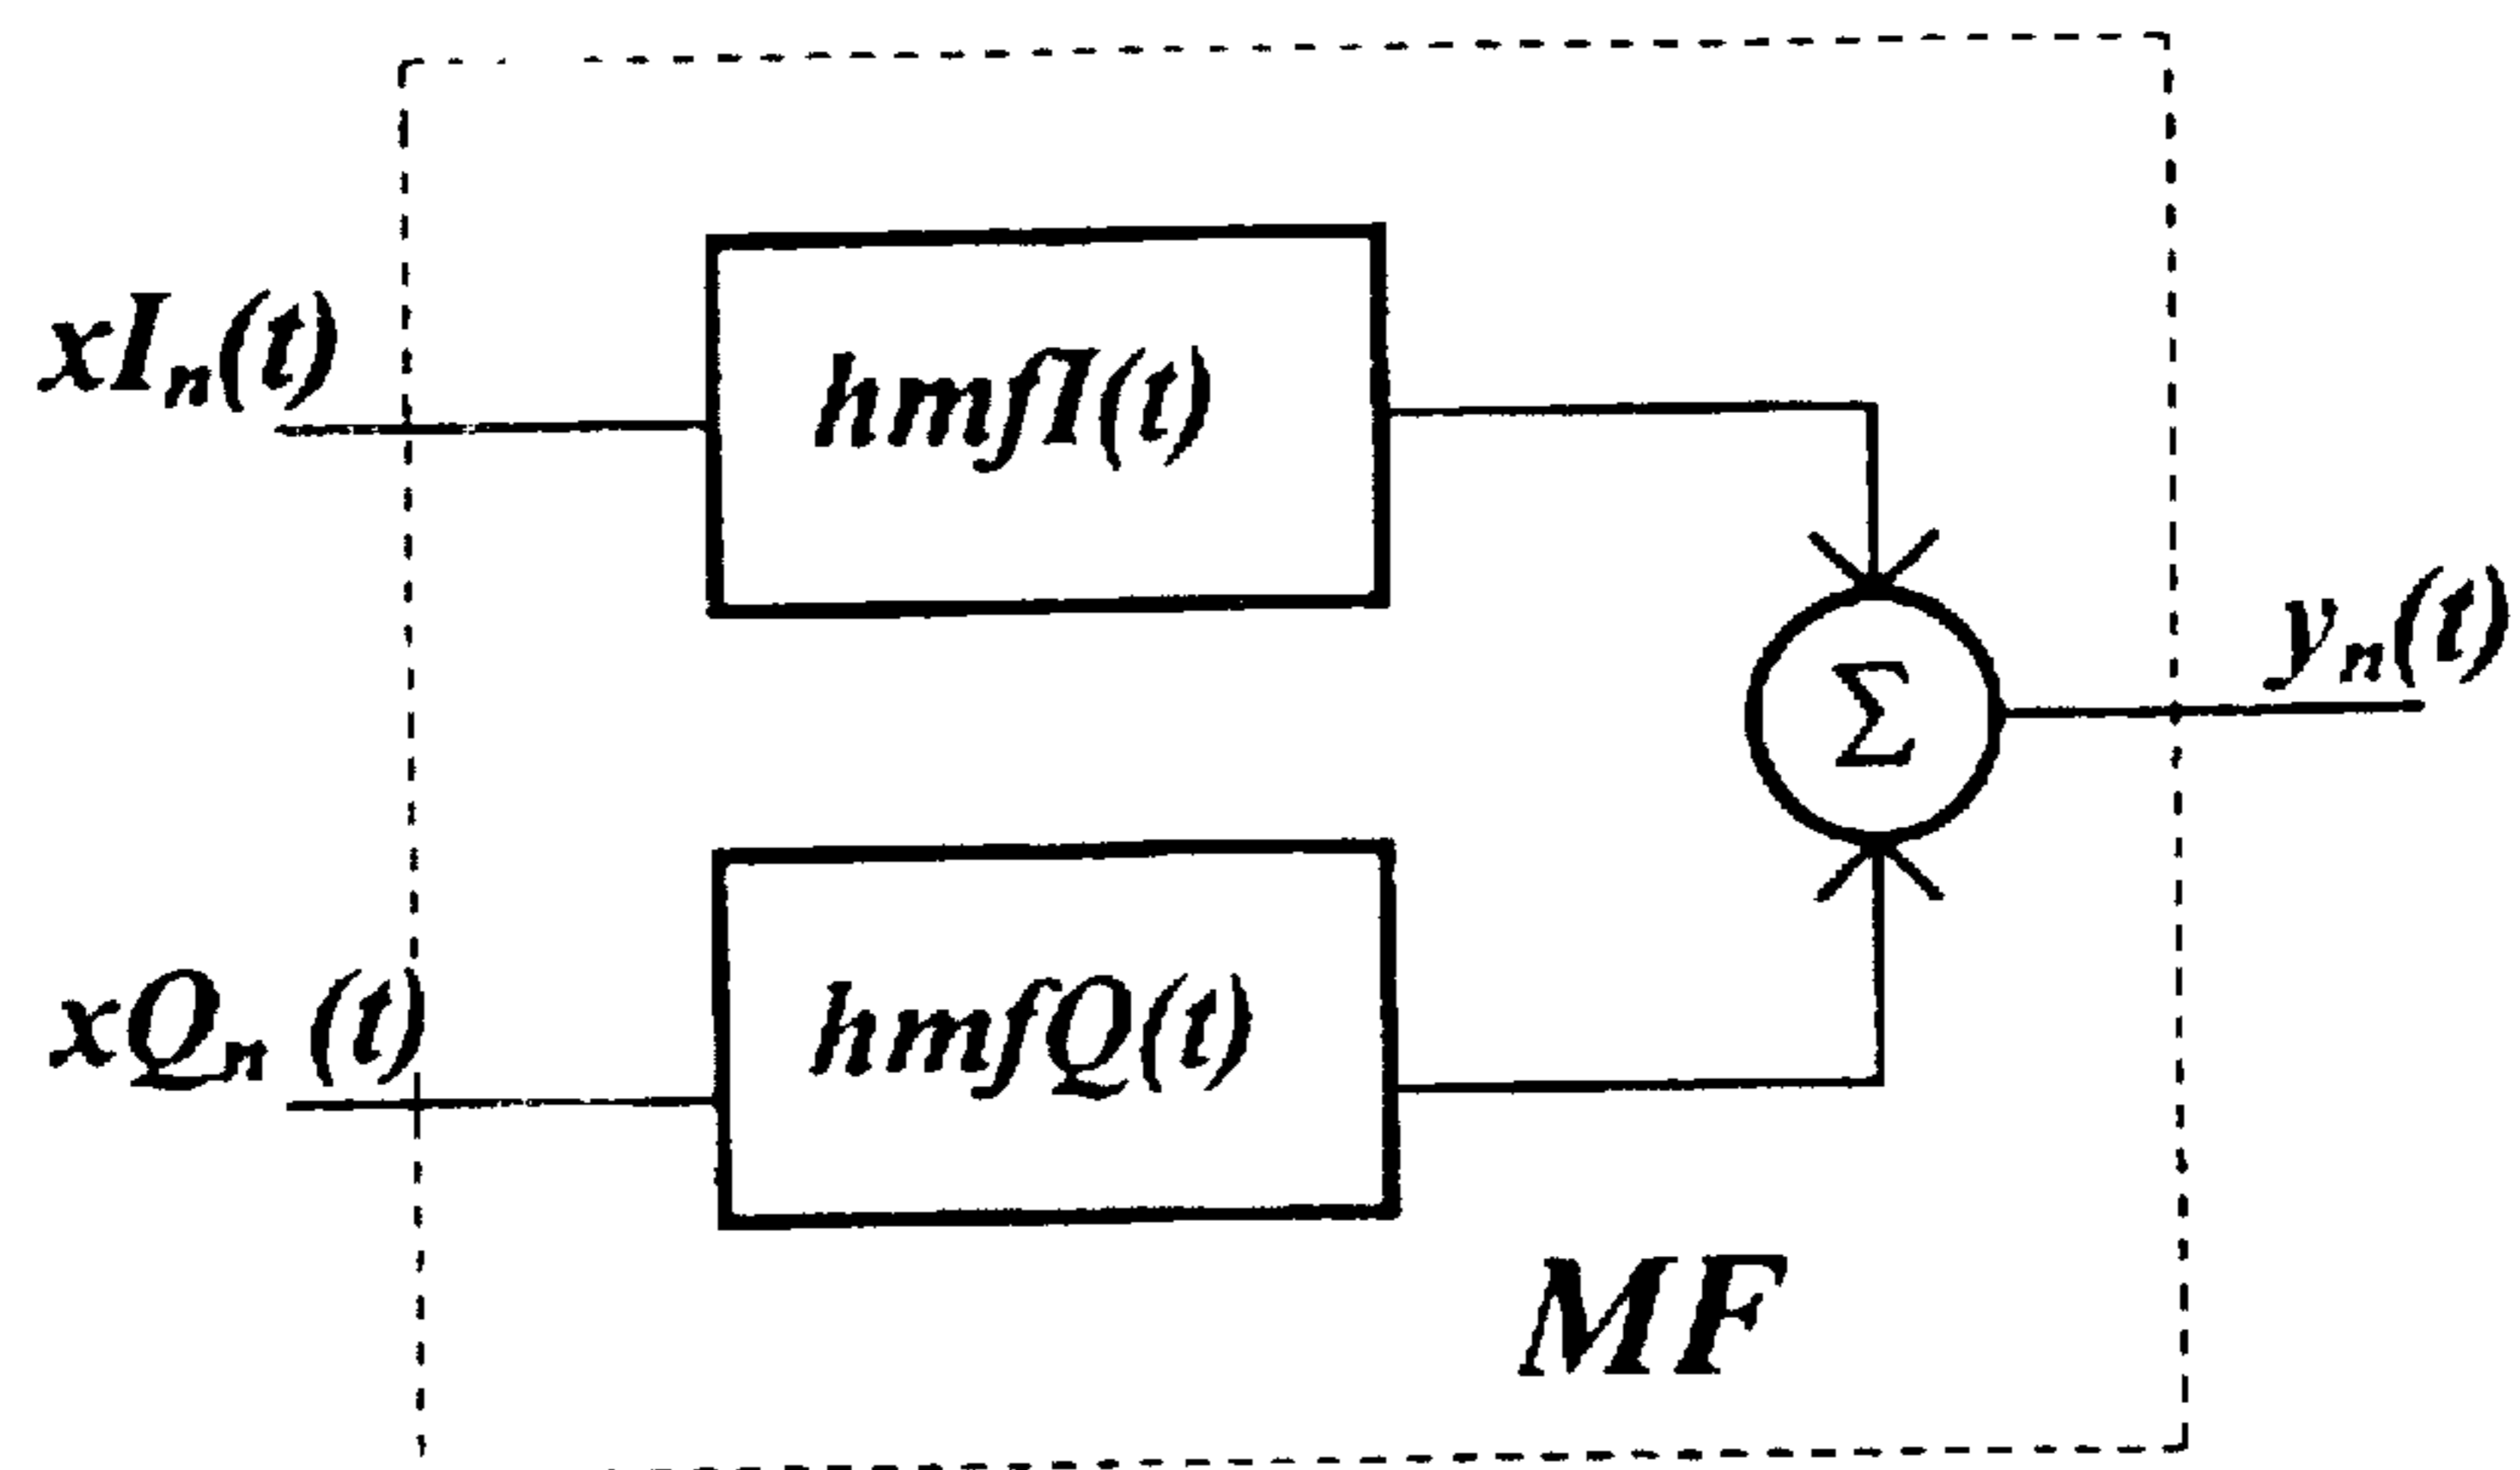 xIₙ(t)
hmfI(t)
Σ
yₙ(t)
xQₙ (t)
hmfQ(t)
MF